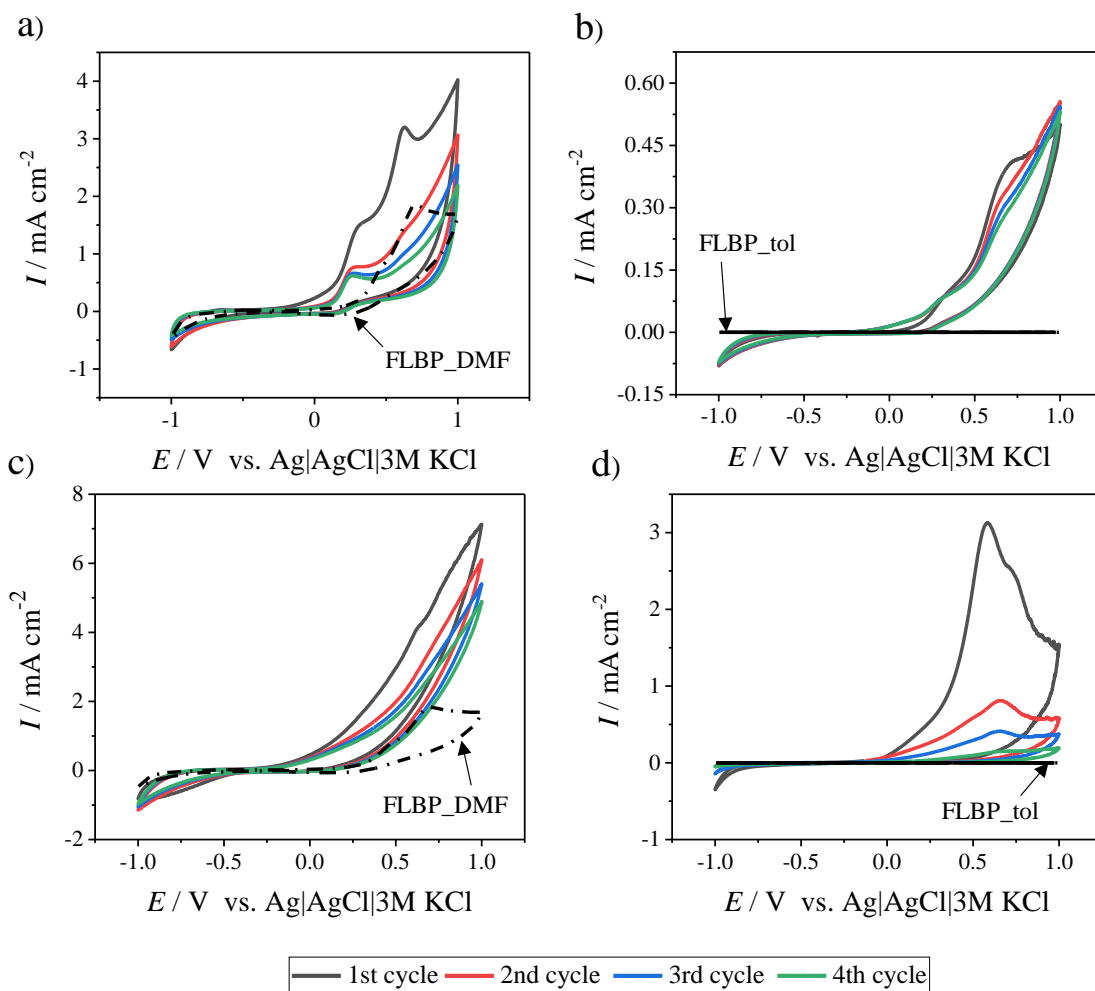 a)
4
3
2
1
0
-1
I / mA cm-2
FLBP_DMF
-1 0 1
E / V vs. Ag|AgCl|3M KCl
b)
0.60
0.45
0.30
0.15
0.00
-0.15
I / mA cm-2
FLBP_tol
-1.0 -0.5 0.0 0.5 1.0
E / V vs. Ag|AgCl|3M KCl
c)
8
6
4
2
0
-2
I / mA cm-2
FLBP_DMF
-1.0 -0.5 0.0 0.5 1.0
E / V vs. Ag|AgCl|3M KCl
d)
3
2
1
0
-1
I / mA cm-2
FLBP_tol
-1.0 -0.5 0.0 0.5 1.0
E / V vs. Ag|AgCl|3M KCl
1st cycle 2nd cycle 3rd cycle 4th cycle